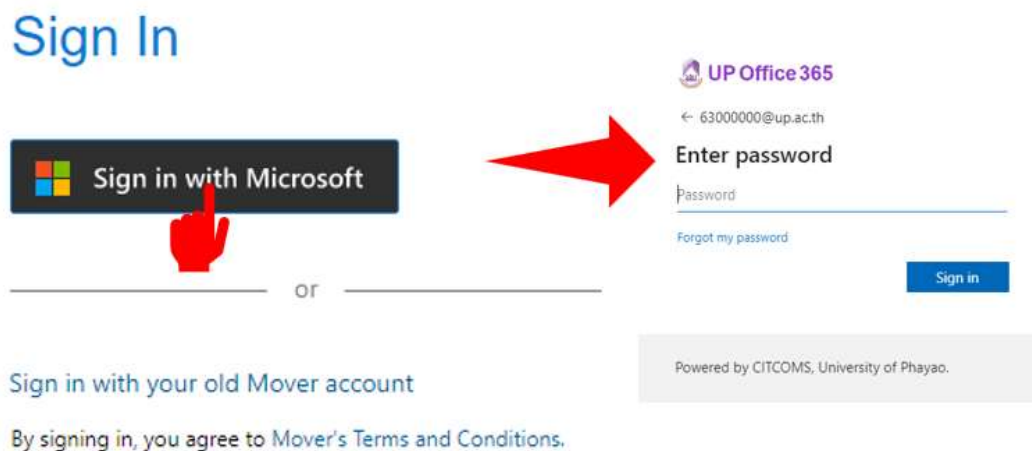 Sign In
Sign in with Microsoft
or
Sign in with your old Mover account
By signing in, you agree to Mover's Terms and Conditions.
UP Office 365
← 63000000@up.ac.th
Enter password
Password
Forgot my password
Sign in
Powered by CITCOMS, University of Phayao.